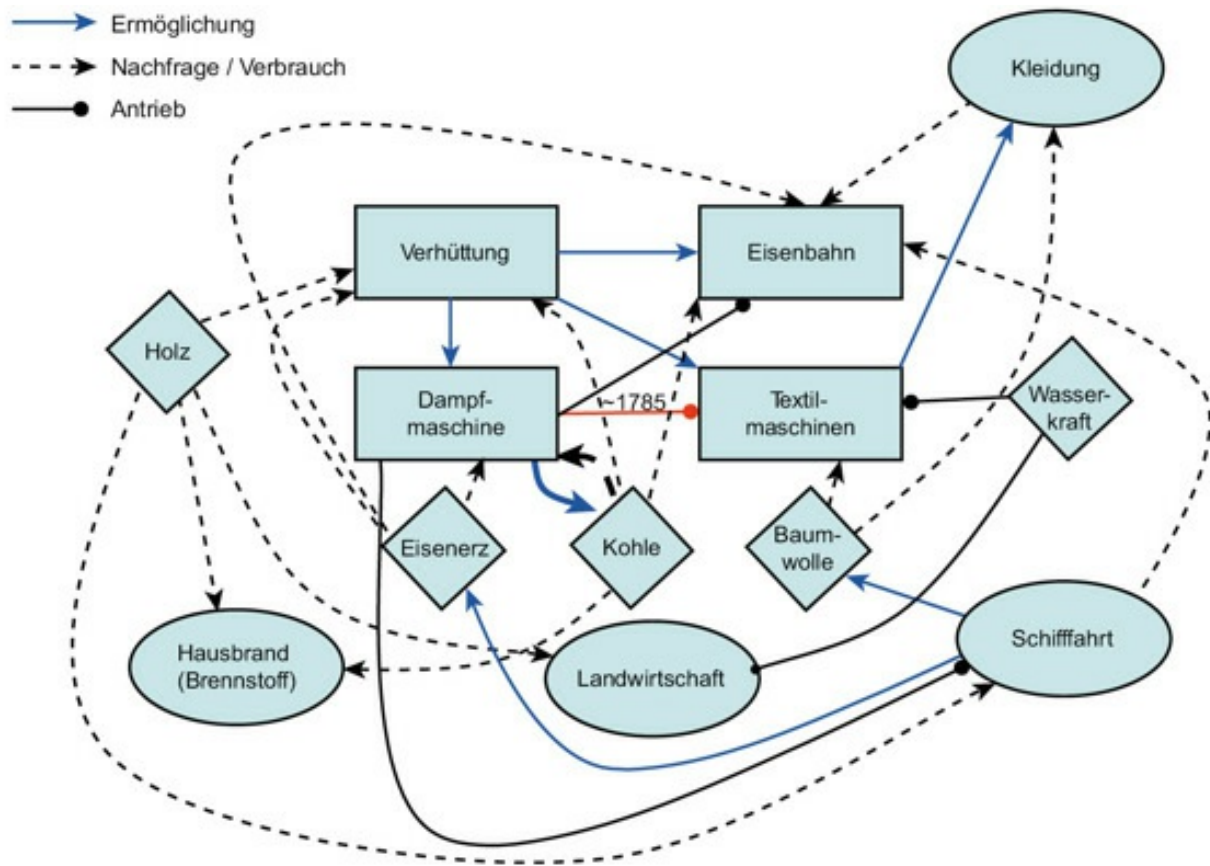 Ermöglichung
Nachfrage / Verbrauch
Antrieb
Kleidung
Verhüttung
Eisenbahn
Holz
Dampf-
maschine
~1785
Textil-
maschinen
Wasser-
kraft
Eisenerz
Kohle
Baum-
wolle
Hausbrand
(Brennstoff)
Landwirtschaft
Schifffahrt